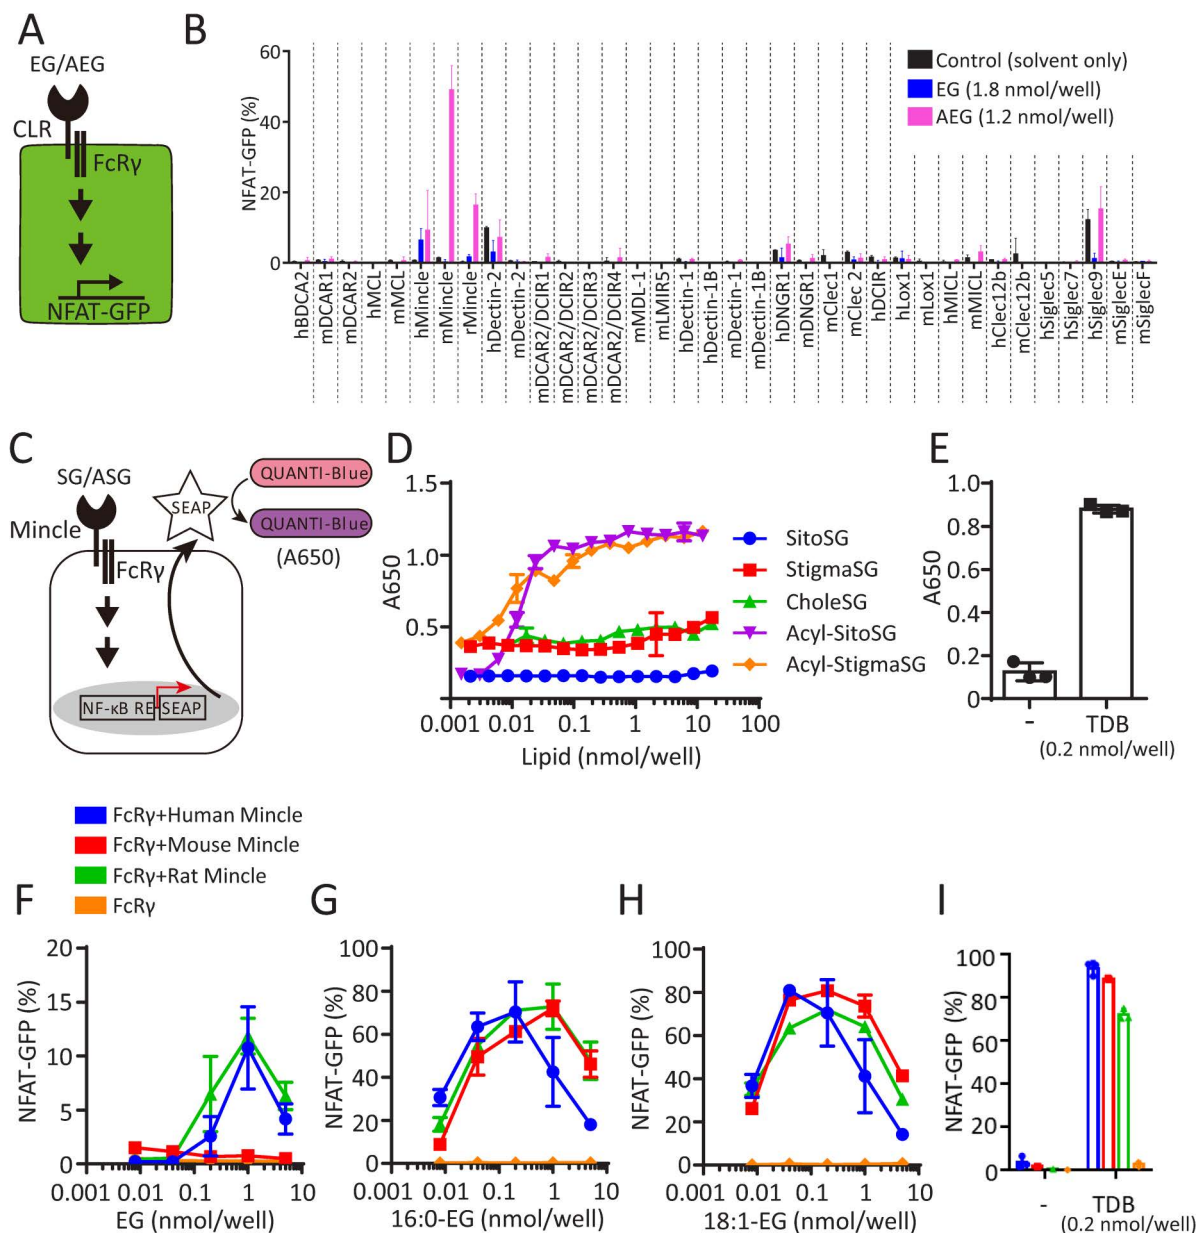 A
EG/AEG
CLR
FcRγ
NFAT-GFP
B
NFAT-GFP (%)
60
40
20
0
Control (solvent only)
EG (1.8 nmol/well)
AEG (1.2 nmol/well)
hBDCA2
mDCAR1
mDCAR2
hMCL
mMCL
hMincle
mMincle
rMincle
hDectin-2
mDectin-2
mDCAR2/DCIR1
mDCAR2/DCIR2
mDCAR2/DCIR3
mDCAR2/DCIR4
mMDL-1
mLMIR5
hDectin-1
hDectin-1B
mDectin-1
mDectin-1B
hDNGR1
mDNGR1
mClec1
mClec 2
hDCIR
hLox1
mLox1
hMICL
mMICL
hClec12b
mClec12b
hSiglec5
hSiglec7
hSiglec9
mSiglecE
mSiglecF
C
SG/ASG
Mincle
FcRγ
SEAP
QUANTI-Blue
QUANTI-Blue
(A650)
NF-κB RE
SEAP
D
A650
1.5
1.0
0.5
0.001 0.01 0.1 1 10 100
Lipid (nmol/well)
SitoSG
StigmaSG
CholeSG
Acyl-SitoSG
Acyl-StigmaSG
E
A650
1.0
0.8
0.6
0.4
0.2
0
- TDB
(0.2 nmol/well)
FcRγ+Human Mincle
FcRγ+Mouse Mincle
FcRγ+Rat Mincle
FcRγ
F
NFAT-GFP (%)
20
15
10
5
0
0.001 0.1 1 10
EG (nmol/well)
G
NFAT-GFP (%)
100
80
60
40
20
0
0.001 0.1 1 10
16:0-EG (nmol/well)
H
NFAT-GFP (%)
100
80
60
40
20
0
0.001 0.1 1 10
18:1-EG (nmol/well)
I
NFAT-GFP (%)
100
80
60
40
20
0
- TDB
(0.2 nmol/well)